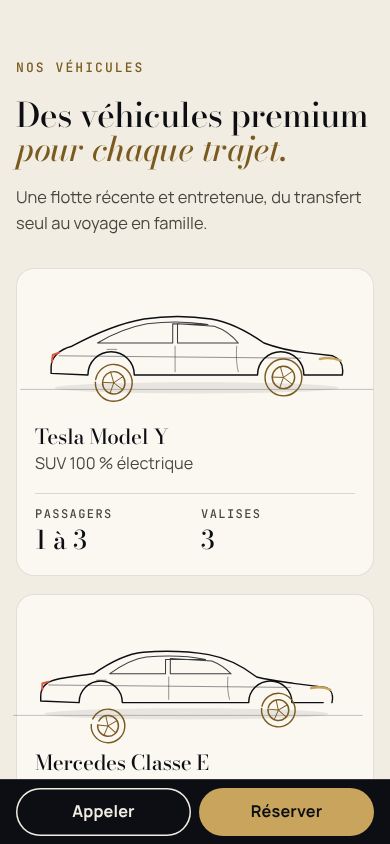 NOS VÉHICULES
Des véhicules premium
pour chaque trajet.
Une flotte récente et entretenue, du transfert
seul au voyage en famille.
Tesla Model Y
SUV 100 % électrique
PASSAGERS VALISES
1 à 3 3
Mercedes Classe E
Appeler Réserver